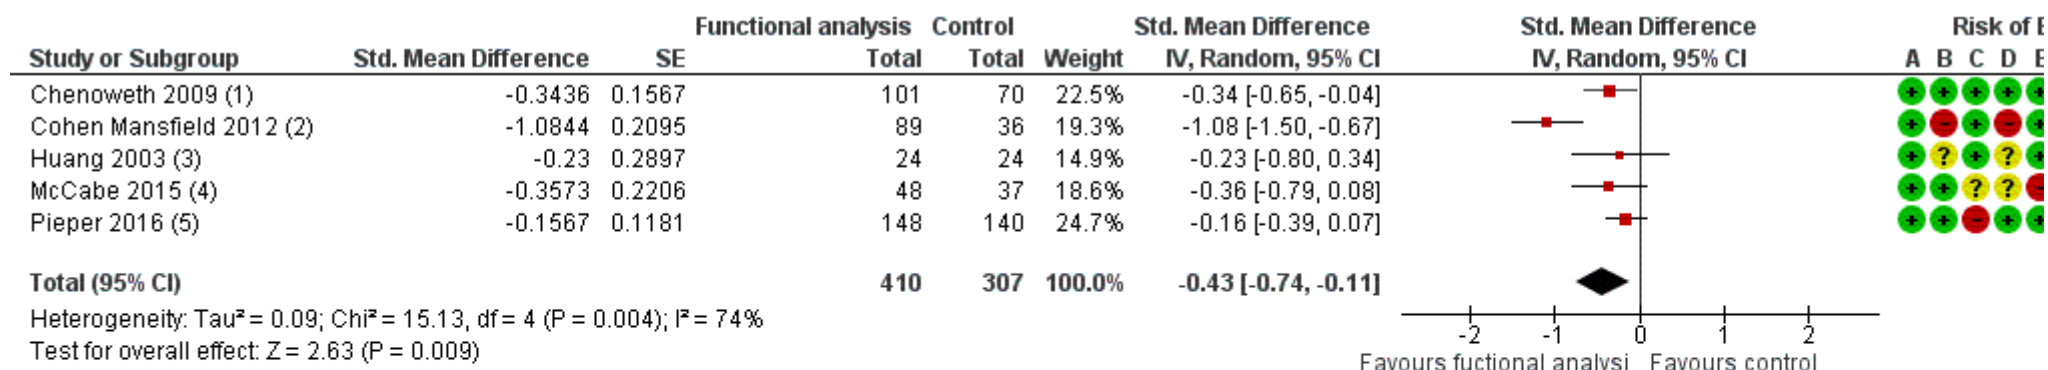 Functional analysis Control Std. Mean Difference Std. Mean Difference Risk of B
Study or Subgroup Std. Mean Difference SE Total Total Weight IV, Random, 95% CI IV, Random, 95% CI A B C D E
Chenoweth 2009 (1) -0.3436 0.1567 101 70 22.5% -0.34 [-0.65, -0.04] + + + + +
Cohen Mansfield 2012 (2) -1.0844 0.2095 89 36 19.3% -1.08 [-1.50, -0.67] + - + - +
Huang 2003 (3) -0.23 0.2897 24 24 14.9% -0.23 [-0.80, 0.34] + ? + ? +
McCabe 2015 (4) -0.3573 0.2206 48 37 18.6% -0.36 [-0.79, 0.08] + + ? ? -
Pieper 2016 (5) -0.1567 0.1181 148 140 24.7% -0.16 [-0.39, 0.07] + + - + +
Total (95% CI) 410 307 100.0% -0.43 [-0.74, -0.11]
Heterogeneity: Tau² = 0.09; Chi² = 15.13, df = 4 (P = 0.004); I² = 74%
Test for overall effect: Z = 2.63 (P = 0.009)
-2 -1 0 1 2
Favours fuctional analysi Favours control